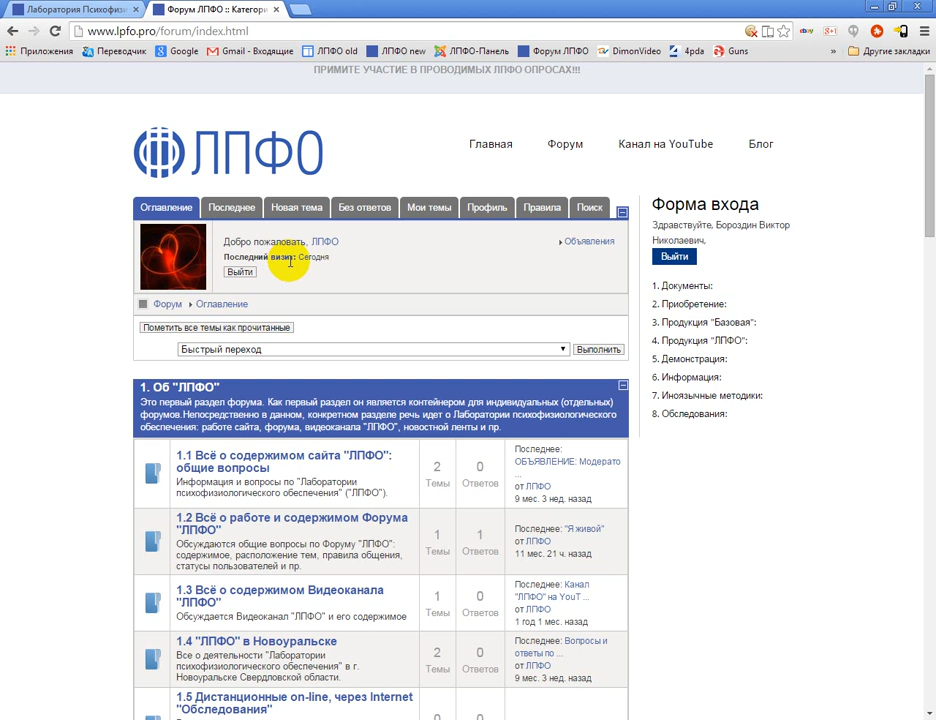 Лаборатория Психофизи
Форум ЛПФО :: Категори
www.lpfo.pro/forum/index.html
Приложения
Переводчик
Google
Gmail - Входящие
ЛПФО old
ЛПФО new
ЛПФО-Панель
Форум ЛПФО
DimonVideo
4pda
Guns
»
Другие закладки
ПРИМИТЕ УЧАСТИЕ В ПРОВОДИМЫХ ЛПФО ОПРОСАХ!!!
ЛПФО
Главная
Форум
Канал на YouTube
Блог
Оглавление
Последнее
Новая тема
Без ответов
Мои темы
Профиль
Правила
Поиск
Добро пожаловать, ЛПФО
Последний визит: Сегодня
Выйти
Объявления
Форум
Оглавление
Пометить все темы как прочитанные
Быстрый переход
Выполнить
Форма входа
Здравствуйте, Бороздин Виктор
Николаевич,
Выйти
1. Документы:
2. Приобретение:
3. Продукция "Базовая":
4. Продукция "ЛПФО":
5. Демонстрация:
6. Информация:
7. Иноязычные методики:
8. Обследования:
1. Об "ЛПФО"
Это первый раздел форума. Как первый раздел он является контейнером для индивидуальных (отдельных)
форумов.Непосредственно в данном, конкретном разделе речь идет о Лаборатории психофизиологического
обеспечения: работе сайта, форума, видеоканала "ЛПФО", новостной ленты и пр.
1.1 Всё о содержимом сайта "ЛПФО":
общие вопросы
Информация и вопросы по "Лаборатории
психофизиологического обеспечения" ("ЛПФО").
2
Темы
0
Ответов
Последнее:
ОБЪЯВЛЕНИЕ: Модерато
...
от ЛПФО
9 мес. 3 нед. назад
1.2 Всё о работе и содержимом Форума
"ЛПФО"
Обсуждаются общие вопросы по Форуму "ЛПФО":
содержимое, расположение тем, правила общения,
статусы пользователей и пр.
1
Темы
1
Ответов
Последнее: "Я живой"
от ЛПФО
11 мес. 21 ч. назад
1.3 Всё о содержимом Видеоканала
"ЛПФО"
Обсуждается Видеоканал "ЛПФО" и его содержимое
1
Темы
0
Ответов
Последнее: Канал
"ЛПФО" на YouT ...
от ЛПФО
1 год 1 мес. назад
1.4 "ЛПФО" в Новоуральске
Все о деятельности "Лаборатории
психофизиологического обеспечения" в г.
Новоуральске Свердловской области.
2
Темы
0
Ответов
Последнее: Вопросы и
ответы по ...
от ЛПФО
9 мес. 3 нед. назад
1.5 Дистанционные on-line, через Internet
"Обследования"